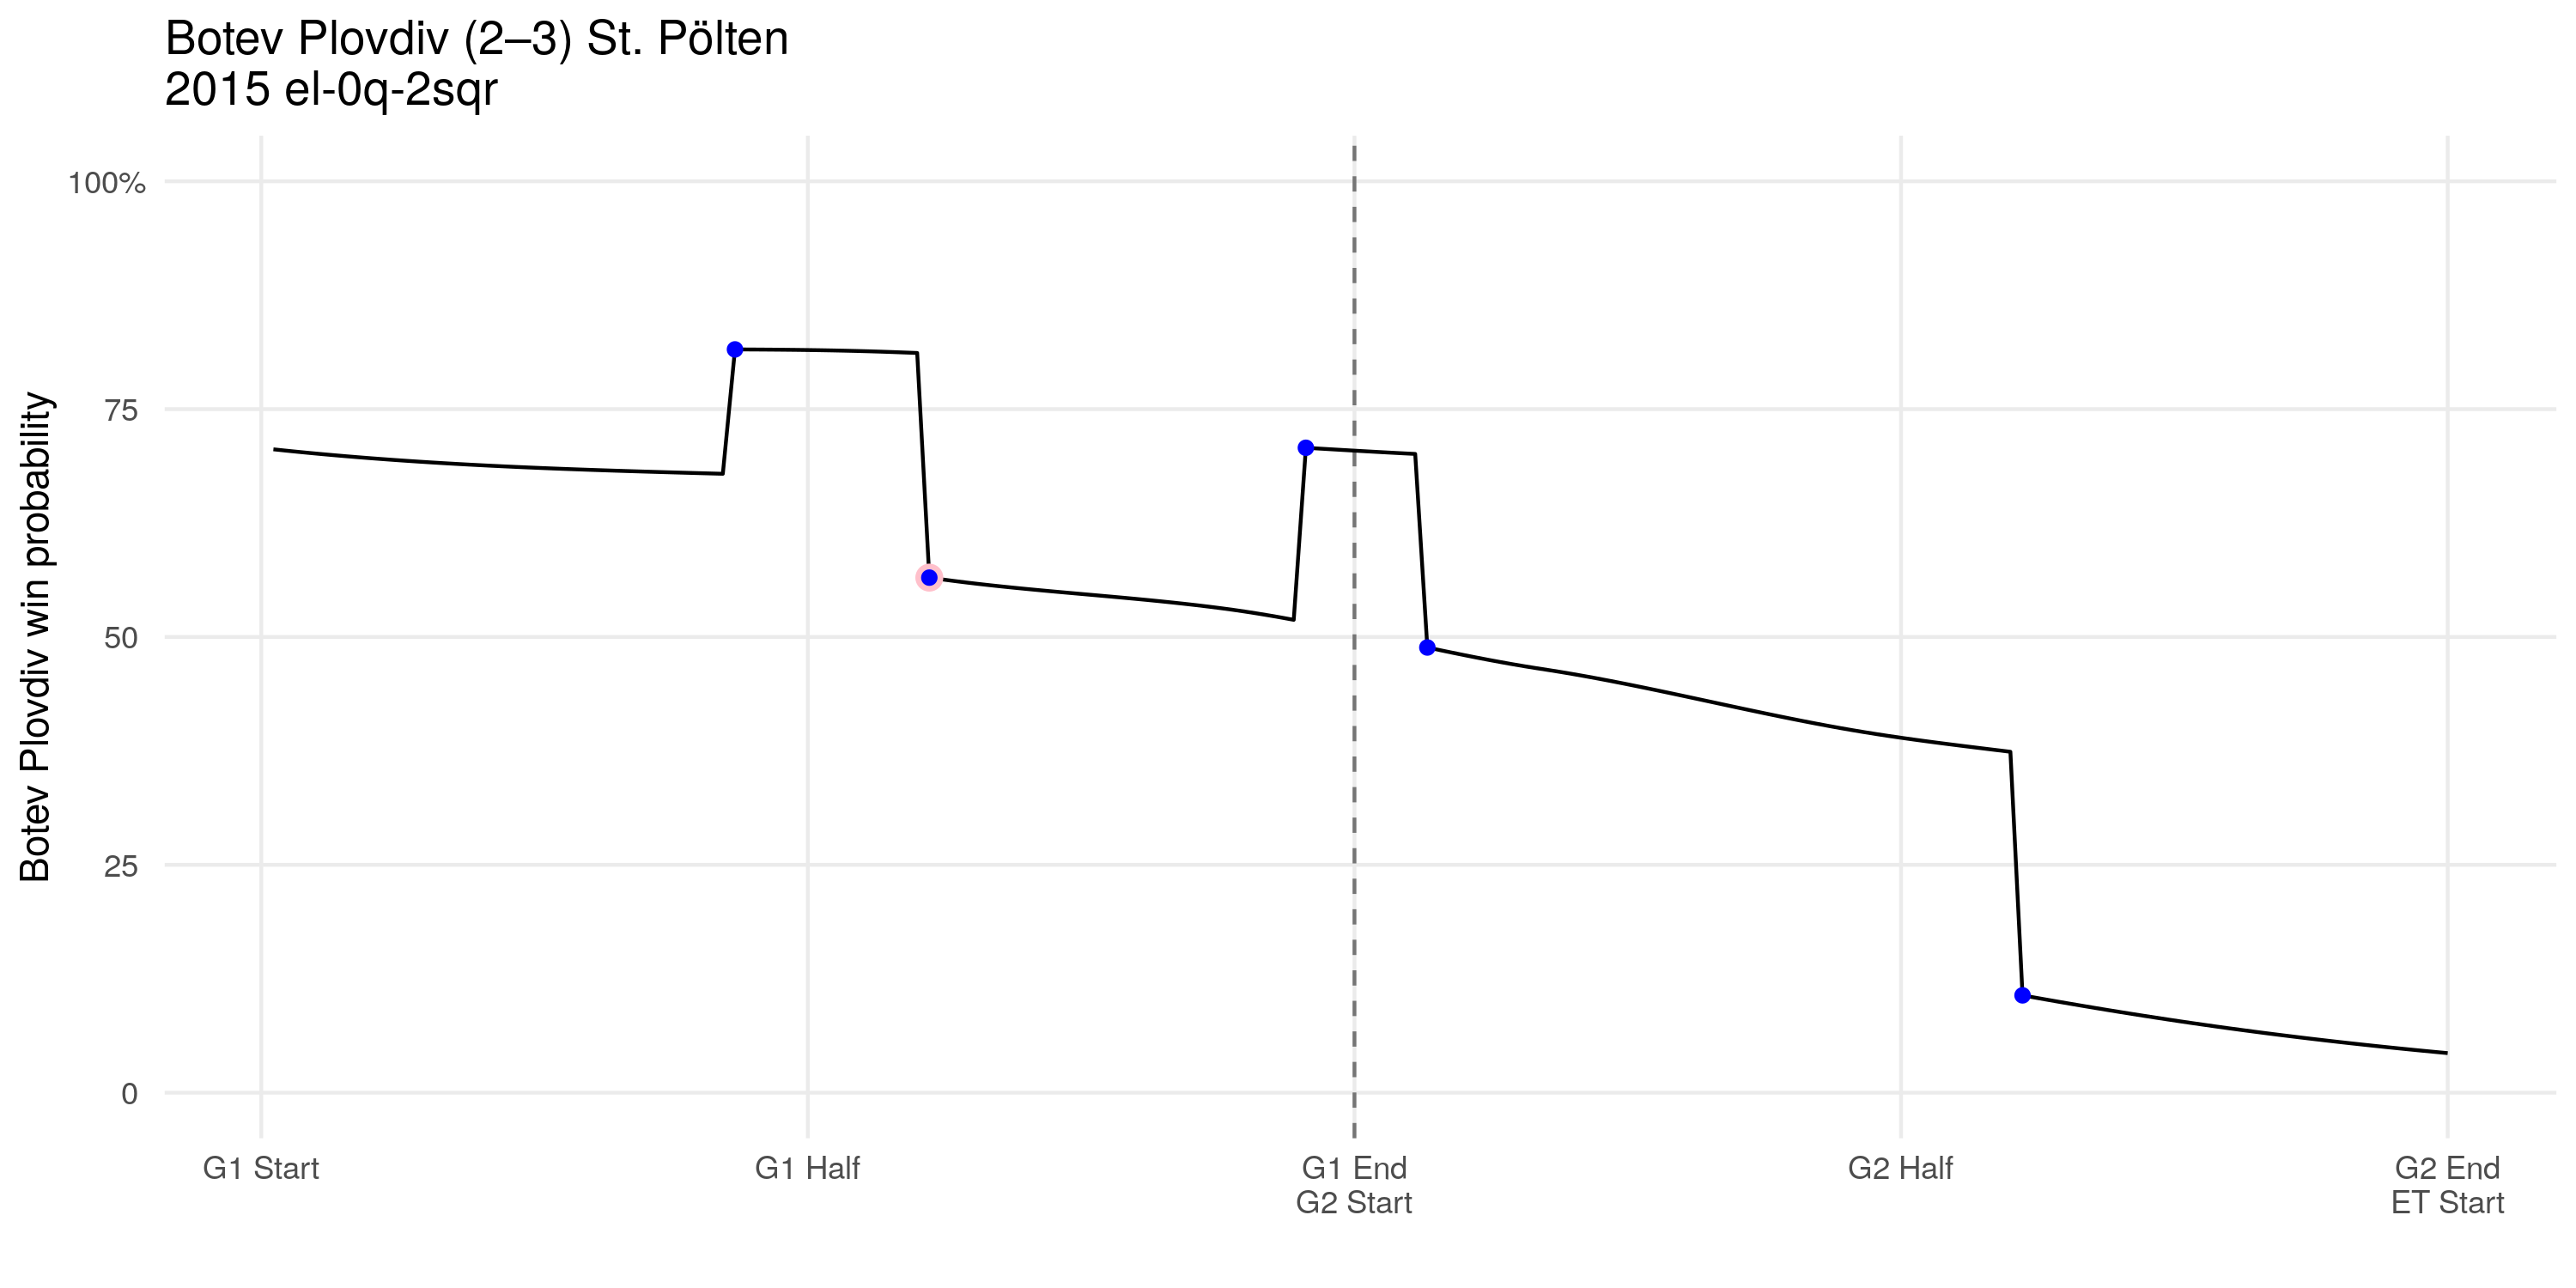 Botev Plovdiv (2–3) St. Pölten
2015 el-0q-2sqr
Botev Plovdiv win probability
100%
75
50
25
0
G1 Start
G1 Half
G1 End
G2 Start
G2 Half
G2 End
ET Start